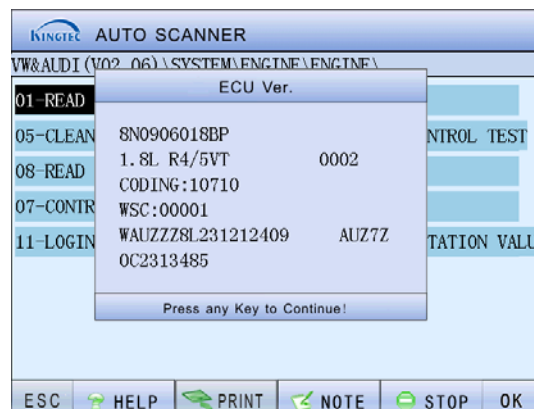 KINGTEC AUTO SCANNER
VW&AUDI(V02.06)\SYSTEM\ENGINE\ENGINE\
ECU Ver.
01-READ
05-CLEAN
NTROL TEST
08-READ
07-CONTR
11-LOGIN
TATION VALU
8N0906018BP
1.8L R4/5VT 0002
CODING:10710
WSC:00001
WAUZZZ8L231212409 AUZ7Z
0C2313485
Press any Key to Continue!
ESC HELP PRINT NOTE STOP OK